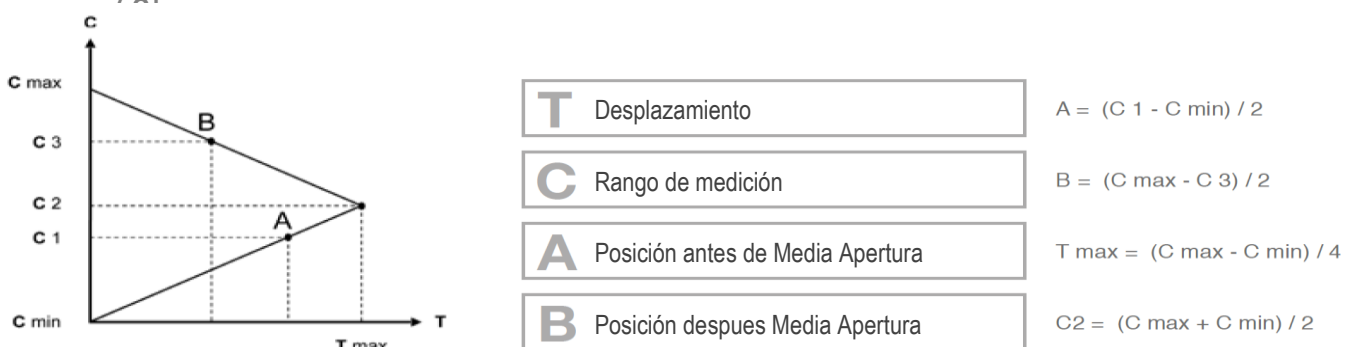 C
C max
B
C 3
C 2
A
C 1
C min
T
T max
T Desplazamiento
A = (C 1 - C min) / 2
C Rango de medición
B = (C max - C 3) / 2
A Posición antes de Media Apertura
T max = (C max - C min) / 4
B Posición despues Media Apertura
C2 = (C max + C min) / 2